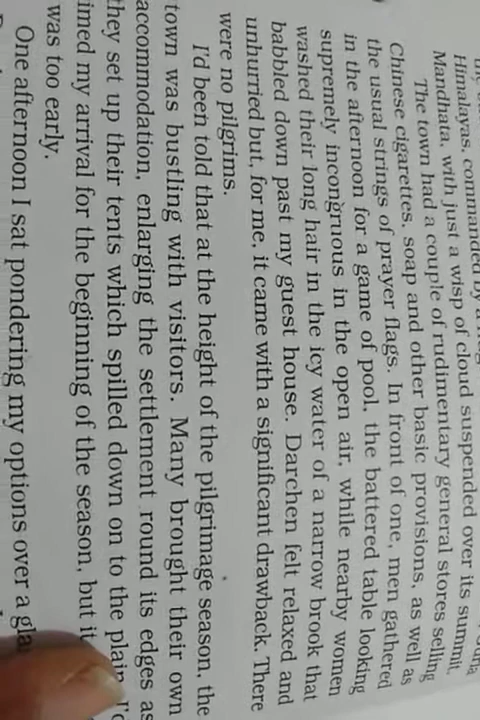 Himalayas, commanded by a
Mandhata, with just a wisp of cloud suspended over its summit.
The town had a couple of rudimentary general stores selling
Chinese cigarettes, soap and other basic provisions, as well as
the usual strings of prayer flags. In front of one, men gathered
in the afternoon for a game of pool, the battered table looking
supremely incongruous in the open air, while nearby women
washed their long hair in the icy water of a narrow brook that
babbled down past my guest house. Darchen felt relaxed and
unhurried but, for me, it came with a significant drawback. There
were no pilgrims.
I'd been told that at the height of the pilgrimage season, the
town was bustling with visitors. Many brought their own
accommodation, enlarging the settlement round its edges as
they set up their tents which spilled down on to the plain.
imed my arrival for the beginning of the season, but it
was too early.
One afternoon I sat pondering my options over a